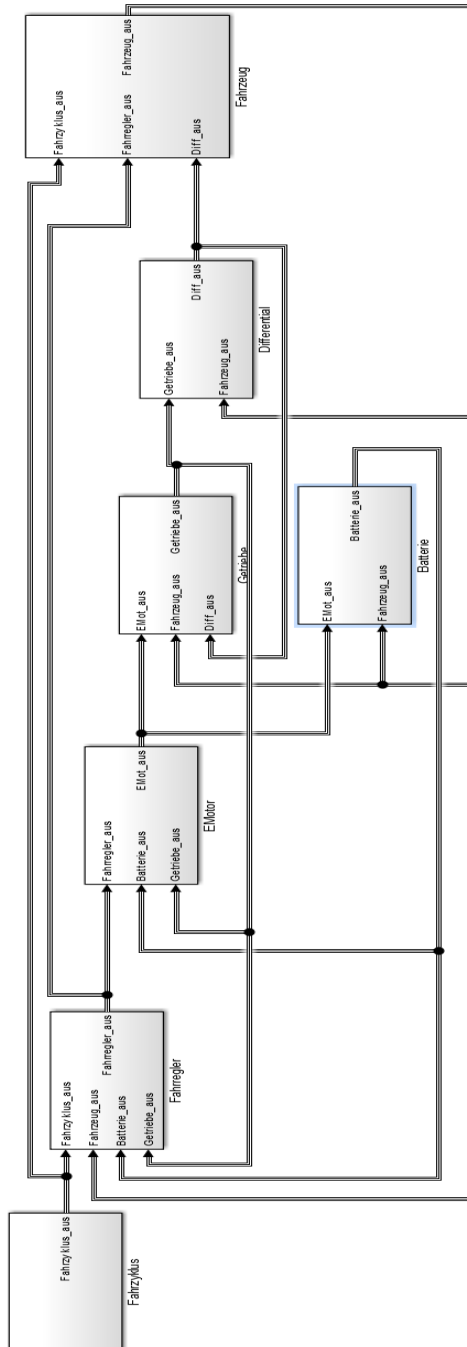 Fahrzyklus_aus
Fahrzyklus
Fahrzyklus_aus
Fahrzeug_aus
Batterie_aus
Getriebe_aus
Fahrregler_aus
Fahrregler
Fahrregler_aus
Batterie_aus
Getriebe_aus
EMot_aus
EMotor
EMot_aus
Fahrzeug_aus
Diff_aus
Getriebe_aus
Getriebe
EMot_aus
Fahrzeug_aus
Batterie_aus
Batterie
Getriebe_aus
Fahrzeug_aus
Diff_aus
Differential
Fahrzyklus_aus
Fahrregler_aus
Diff_aus
Fahrzeug_aus
Fahrzeug